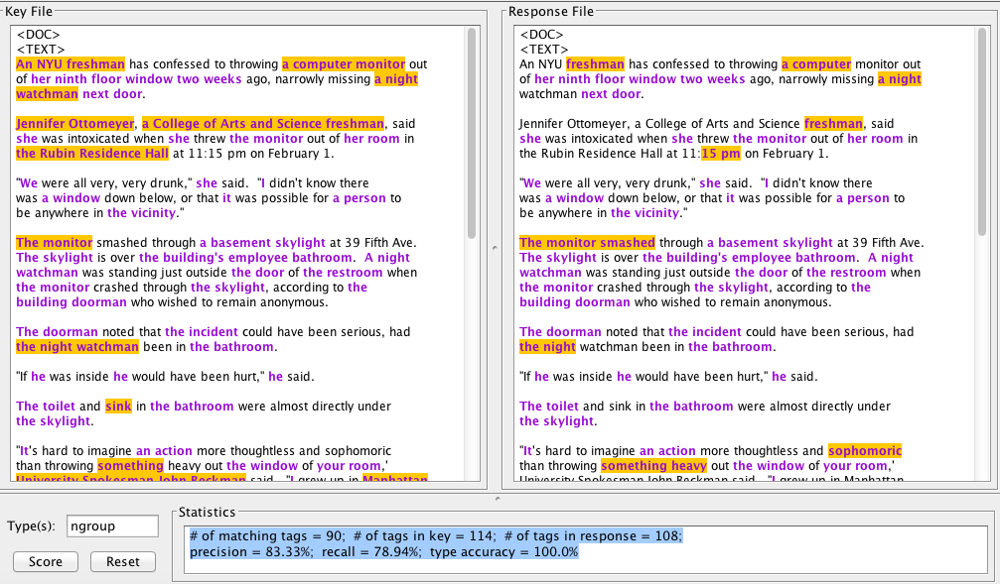 Key File
<DOC>
<TEXT>
An NYU freshman has confessed to throwing a computer monitor out
of her ninth floor window two weeks ago, narrowly missing a night
watchman next door.
Jennifer Ottomeyer, a College of Arts and Science freshman, said
she was intoxicated when she threw the monitor out of her room in
the Rubin Residence Hall at 11:15 pm on February 1.
"We were all very, very drunk," she said.  "I didn't know there
was a window down below, or that it was possible for a person to
be anywhere in the vicinity."
The monitor smashed through a basement skylight at 39 Fifth Ave.
The skylight is over the building's employee bathroom.  A night
watchman was standing just outside the door of the restroom when
the monitor crashed through the skylight, according to the
building doorman who wished to remain anonymous.
The doorman noted that the incident could have been serious, had
the night watchman been in the bathroom.
"If he was inside he would have been hurt," he said.
The toilet and sink in the bathroom were almost directly under
the skylight.
"It's hard to imagine an action more thoughtless and sophomoric
than throwing something heavy out the window of your room,'
University Spokesman John Beckman said.  "I grew up in Manhattan
Response File
<DOC>
<TEXT>
An NYU freshman has confessed to throwing a computer monitor out
of her ninth floor window two weeks ago, narrowly missing a night
watchman next door.
Jennifer Ottomeyer, a College of Arts and Science freshman, said
she was intoxicated when she threw the monitor out of her room in
the Rubin Residence Hall at 11:15 pm on February 1.
"We were all very, very drunk," she said.  "I didn't know there
was a window down below, or that it was possible for a person to
be anywhere in the vicinity."
The monitor smashed through a basement skylight at 39 Fifth Ave.
The skylight is over the building's employee bathroom.  A night
watchman was standing just outside the door of the restroom when
the monitor crashed through the skylight, according to the
building doorman who wished to remain anonymous.
The doorman noted that the incident could have been serious, had
the night watchman been in the bathroom.
"If he was inside he would have been hurt," he said.
The toilet and sink in the bathroom were almost directly under
the skylight.
"It's hard to imagine an action more thoughtless and sophomoric
than throwing something heavy out the window of your room,'
University Spokesman John Beckman said.  "I grew up in Manhattan
Type(s): ngroup
Score Reset
Statistics
# of matching tags = 90;  # of tags in key = 114;  # of tags in response = 108;
precision = 83.33%;  recall = 78.94%;  type accuracy = 100.0%